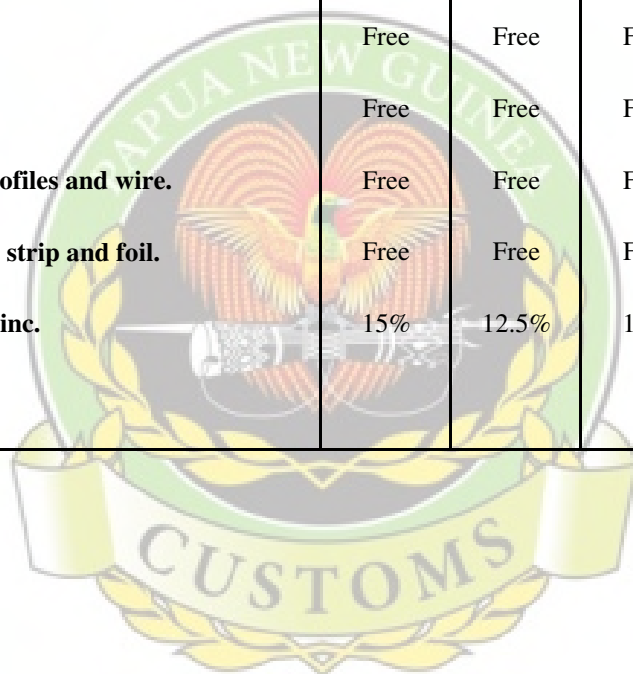 Free Free F
Free Free F
ofiles and wire. Free Free F
strip and foil. Free Free F
inc. 15% 12.5% 1
PAPUA NEW GUINEA
CUSTOMS